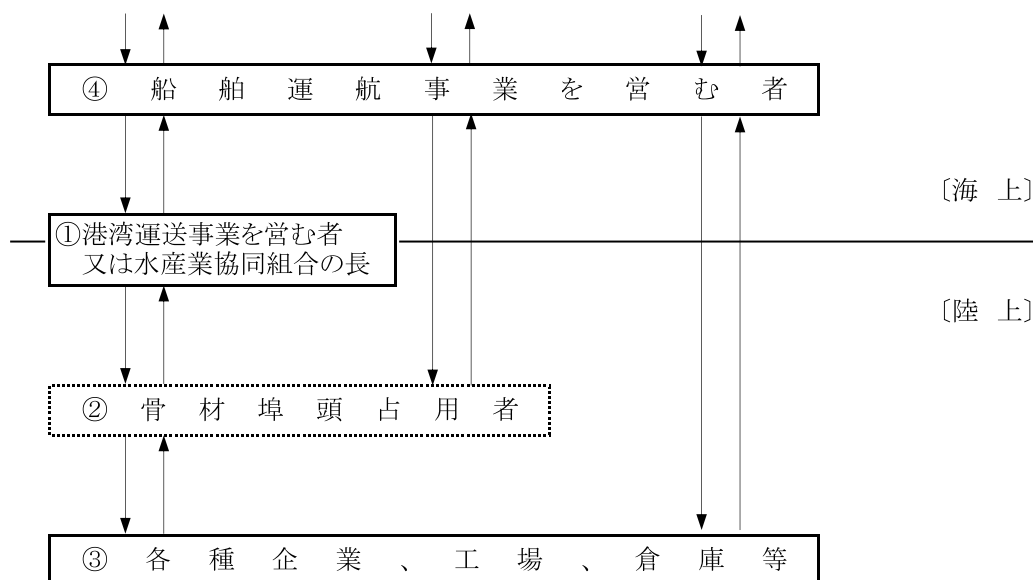 ④船舶運航事業を営む者
〔海 上〕
①港湾運送事業を営む者
又は水産業協同組合の長
〔陸 上〕
②骨材埠頭占用者
③各種企業、工場、倉庫等